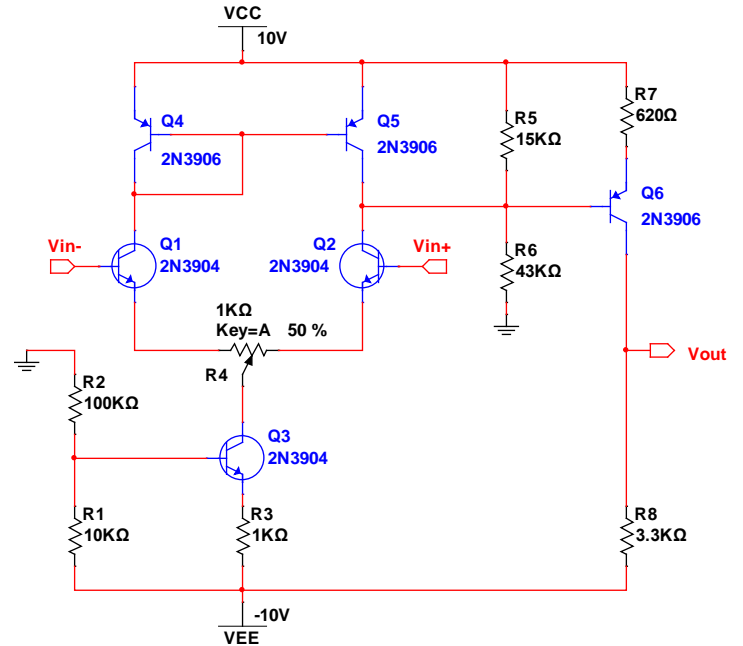 VCC
10V
Q4
2N3906
Q5
2N3906
R5
15KΩ
R7
620Ω
Q6
2N3906
Vin-
Q1
2N3904
Q2
2N3904
Vin+
R6
43KΩ
1KΩ
Key=A
50 %
R4
Vout
R2
100KΩ
Q3
2N3904
R1
10KΩ
R3
1KΩ
R8
3.3KΩ
-10V
VEE